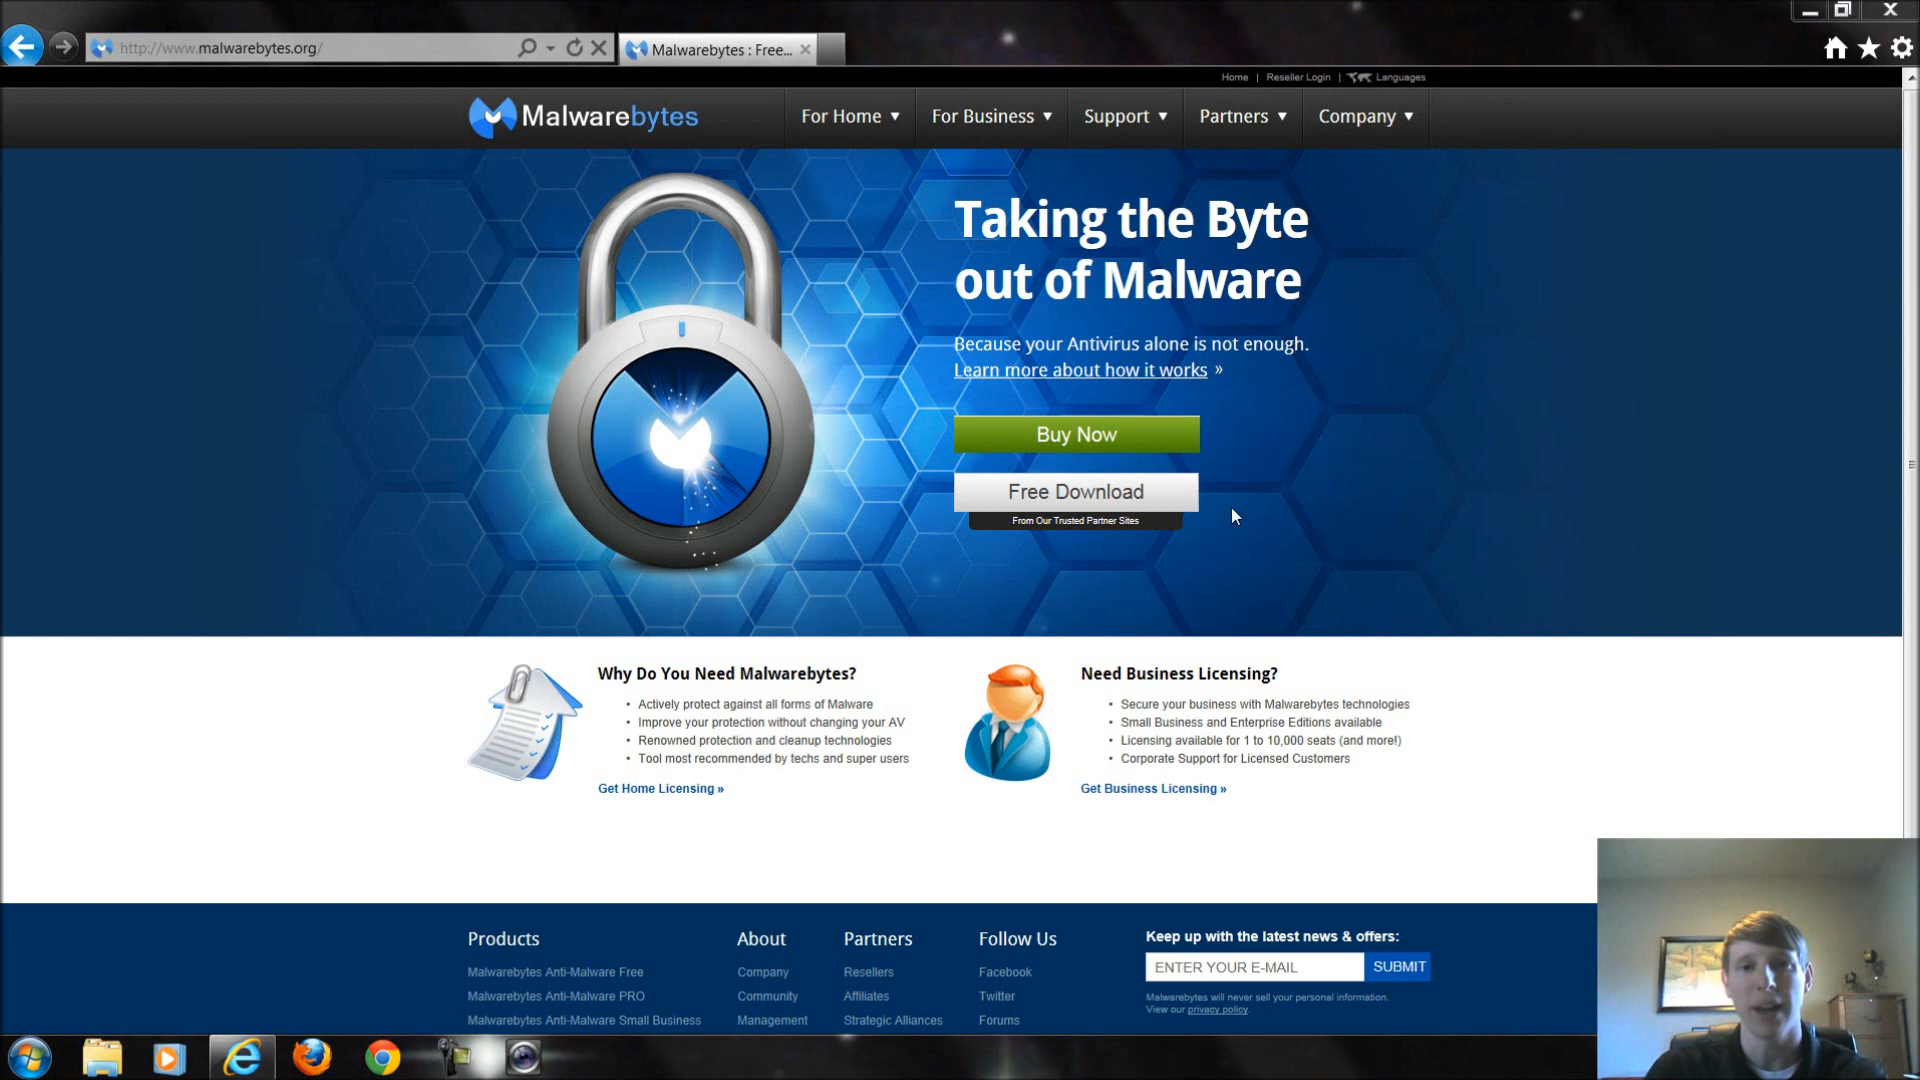 http://www.malwarebytes.org/
Malwarebytes : Free...
Home | Reseller Login | Languages
Malwarebytes
For Home ▼
For Business ▼
Support ▼
Partners ▼
Company ▼
Taking the Byte
out of Malware
Because your Antivirus alone is not enough.
Learn more about how it works »
Buy Now
Free Download
From Our Trusted Partner Sites
Why Do You Need Malwarebytes?
• Actively protect against all forms of Malware
• Improve your protection without changing your AV
• Renowned protection and cleanup technologies
• Tool most recommended by techs and super users
Get Home Licensing »
Need Business Licensing?
• Secure your business with Malwarebytes technologies
• Small Business and Enterprise Editions available
• Licensing available for 1 to 10,000 seats (and more!)
• Corporate Support for Licensed Customers
Get Business Licensing »
Products
Malwarebytes Anti-Malware Free
Malwarebytes Anti-Malware PRO
Malwarebytes Anti-Malware Small Business
About
Company
Community
Management
Partners
Resellers
Affiliates
Strategic Alliances
Follow Us
Facebook
Twitter
Forums
Keep up with the latest news & offers:
ENTER YOUR E-MAIL
SUBMIT
Malwarebytes will never sell your personal information.
View our privacy policy.